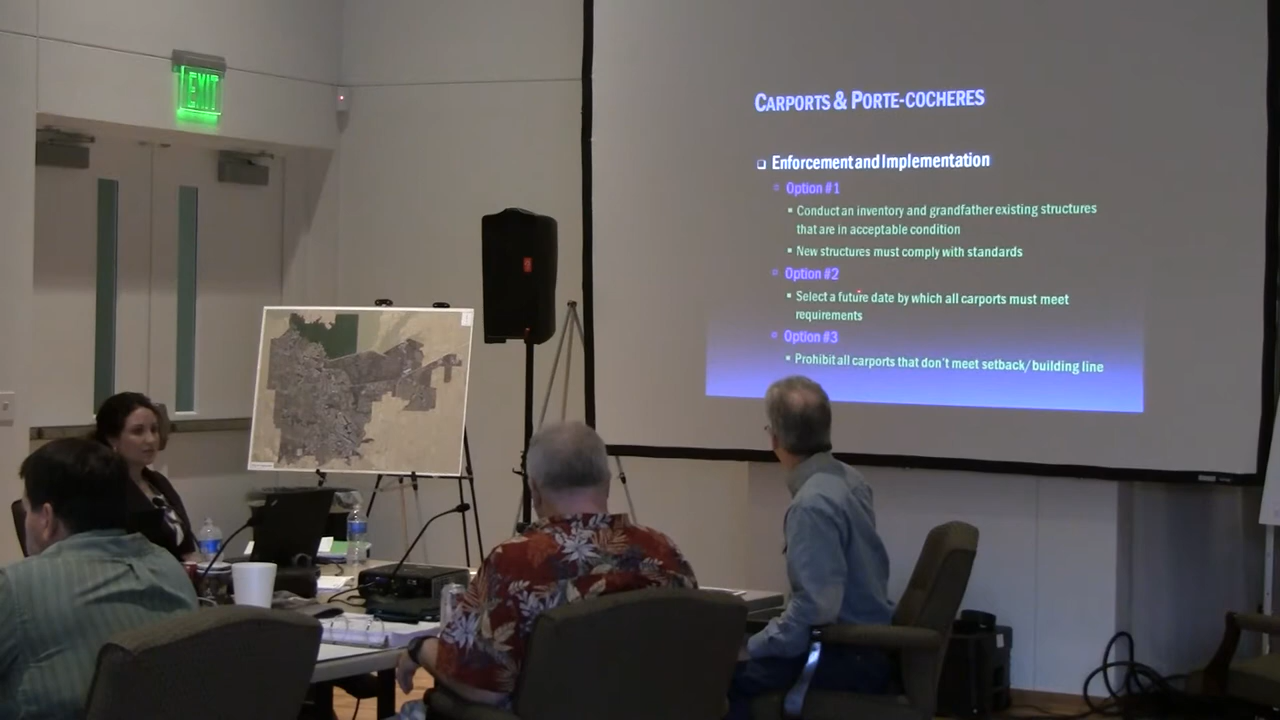 EXIT
CARPORTS & PORTE-COCHERES
Enforcement and Implementation
Option #1
Conduct an inventory and grandfather existing structures
that are in acceptable condition
New structures must comply with standards
Option #2
Select a future date by which all carports must meet
requirements
Option #3
Prohibit all carports that don't meet setback/building line